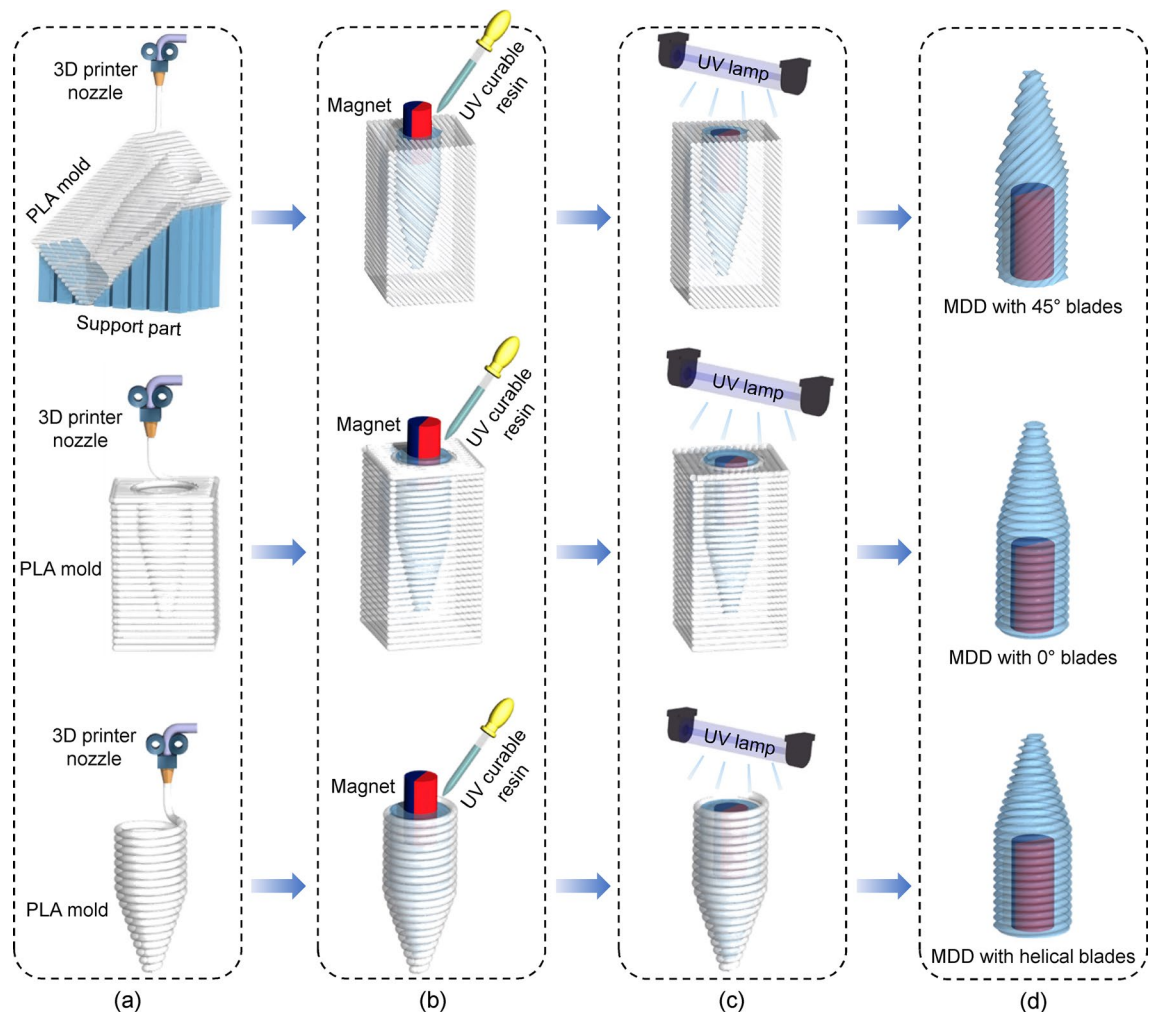 3D printer
nozzle
PLA mold
Support part
Magnet
UV curable
resin
UV lamp
MDD with 45° blades
3D printer
nozzle
PLA mold
Magnet
UV curable
resin
UV lamp
MDD with 0° blades
3D printer
nozzle
PLA mold
Magnet
UV curable
resin
UV lamp
MDD with helical blades
(a)
(b)
(c)
(d)